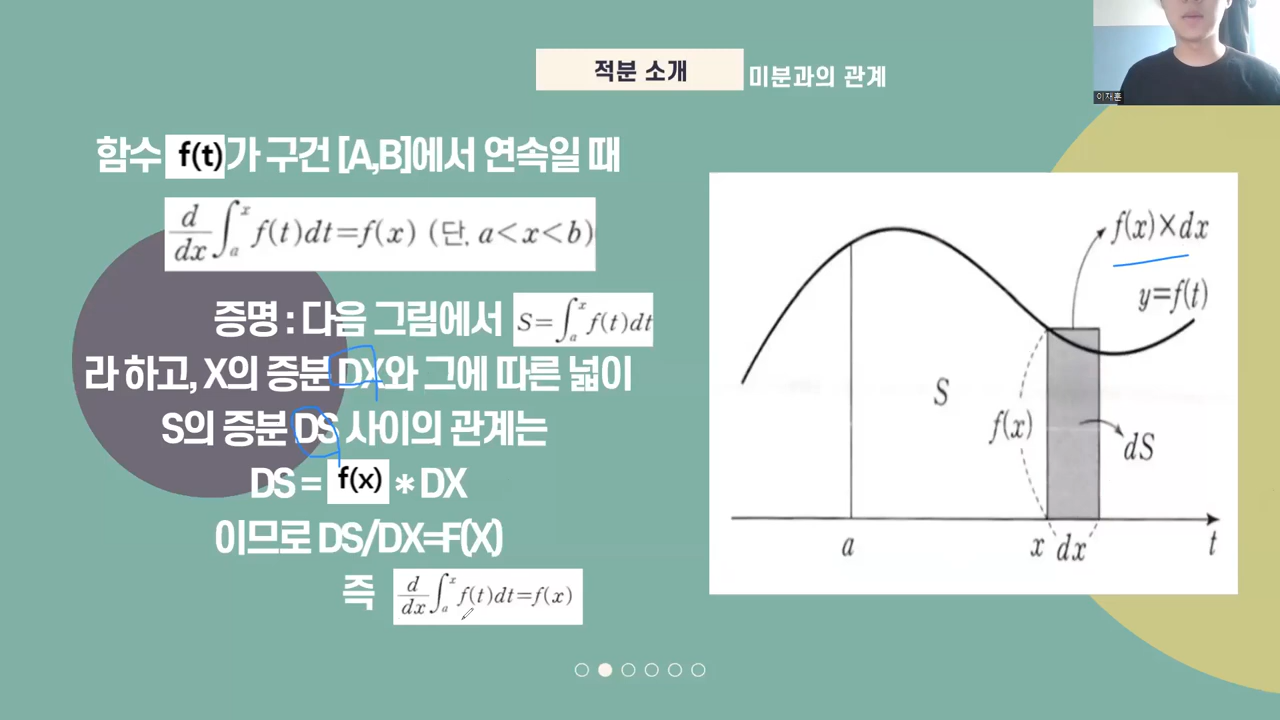 적분 소개 미분과의 관계
이재훈
함수 f(t)가 구건 [A,B]에서 연속일 때
d/dx ∫_a^x f(t)dt=f(x) (단, a<x<b)
증명 : 다음 그림에서 S=∫_a^x f(t)dt
라 하고, X의 증분 DX와 그에 따른 넓이
S의 증분 DS 사이의 관계는
DS = f(x) * DX
이므로 DS/DX=F(X)
즉 d/dx ∫_a^x f(t)dt=f(x)
f(x)×dx
y=f(t)
S
f(x)
dS
a
x dx
t